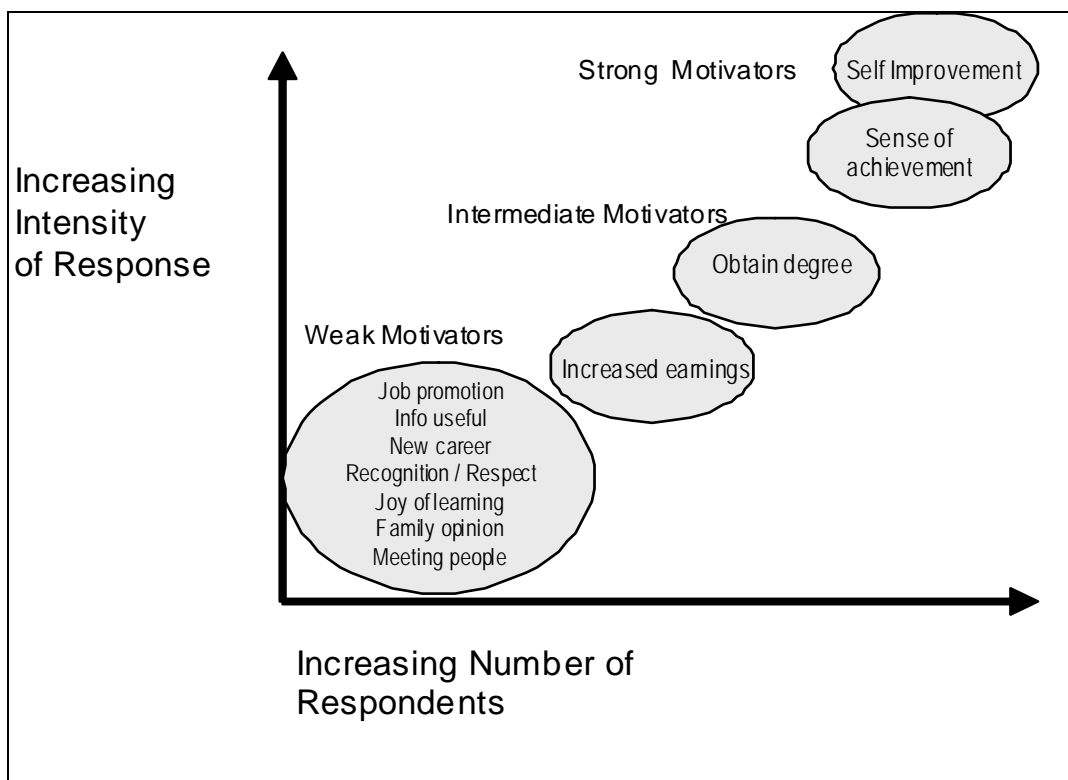 Strong Motivators
Self Improvement
Sense of
achievement
Increasing
Intensity
of Response
Intermediate Motivators
Obtain degree
Weak Motivators
Increased earnings
Job promotion
Info useful
New career
Recognition / Respect
Joy of learning
Family opinion
Meeting people
Increasing Number of
Respondents